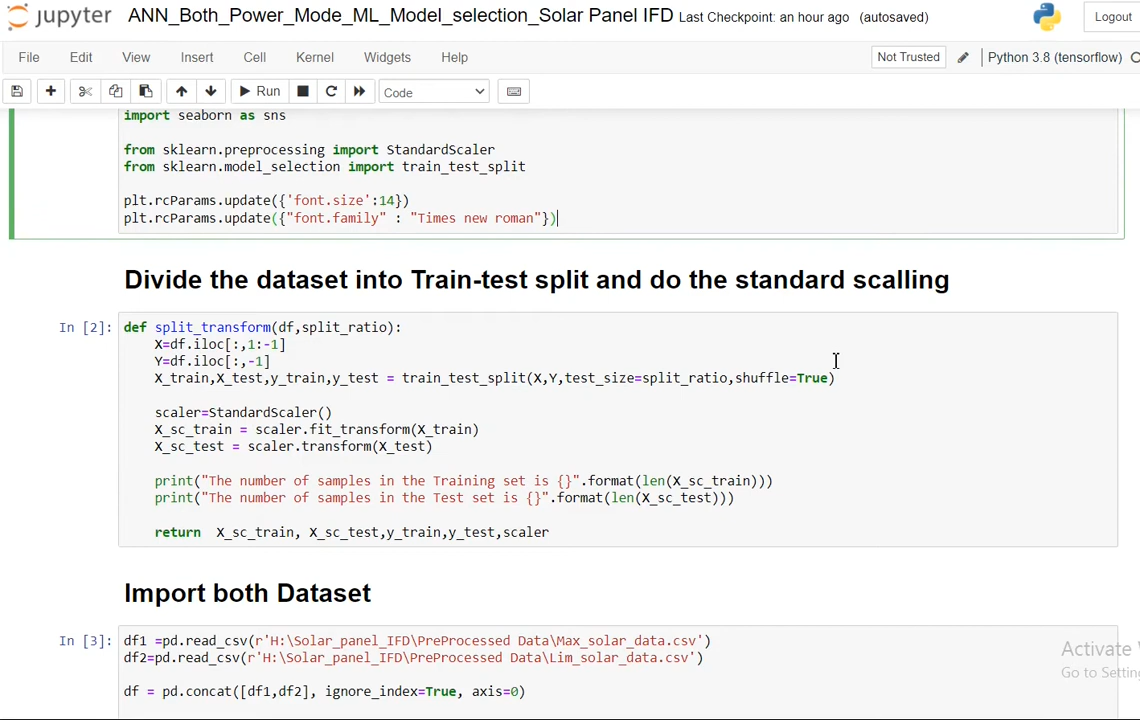 jupyter ANN_Both_Power_Mode_ML_Model_selection_Solar Panel IFD Last Checkpoint: an hour ago (autosaved) Logout
File Edit View Insert Cell Kernel Widgets Help Not Trusted Python 3.8 (tensorflow)
Run Code
import seaborn as sns
from sklearn.preprocessing import StandardScaler
from sklearn.model_selection import train_test_split
plt.rcParams.update({'font.size':14})
plt.rcParams.update({"font.family" : "Times new roman"})
Divide the dataset into Train-test split and do the standard scalling
In [2]: def split_transform(df,split_ratio):
X=df.iloc[:,1:-1]
Y=df.iloc[:,-1]
X_train,X_test,y_train,y_test = train_test_split(X,Y,test_size=split_ratio,shuffle=True)
scaler=StandardScaler()
X_sc_train = scaler.fit_transform(X_train)
X_sc_test = scaler.transform(X_test)
print("The number of samples in the Training set is {}".format(len(X_sc_train)))
print("The number of samples in the Test set is {}".format(len(X_sc_test)))
return X_sc_train, X_sc_test,y_train,y_test,scaler
Import both Dataset
In [3]: df1 =pd.read_csv(r'H:\Solar_panel_IFD\PreProcessed Data\Max_solar_data.csv')
df2=pd.read_csv(r'H:\Solar_panel_IFD\PreProcessed Data\Lim_solar_data.csv')
df = pd.concat([df1,df2], ignore_index=True, axis=0)
Activate
Go to Settin